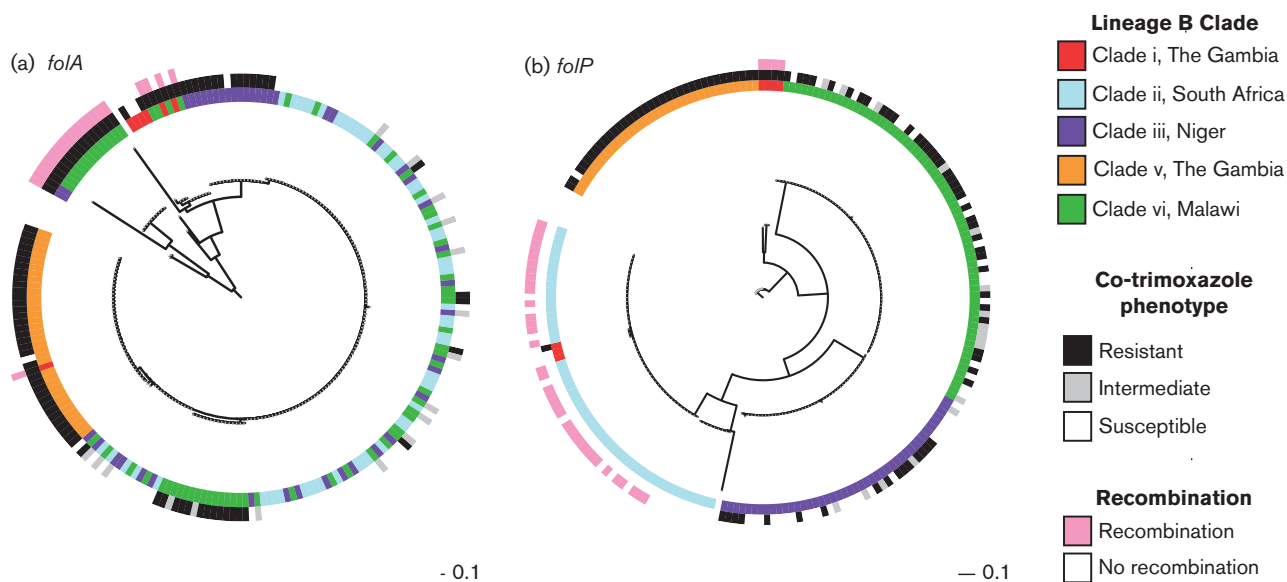 (a) folA
- 0.1
(b) folP
— 0.1
Lineage B Clade
Clade i, The Gambia
Clade ii, South Africa
Clade iii, Niger
Clade v, The Gambia
Clade vi, Malawi
Co-trimoxazole
phenotype
Resistant
Intermediate
Susceptible
Recombination
Recombination
No recombination